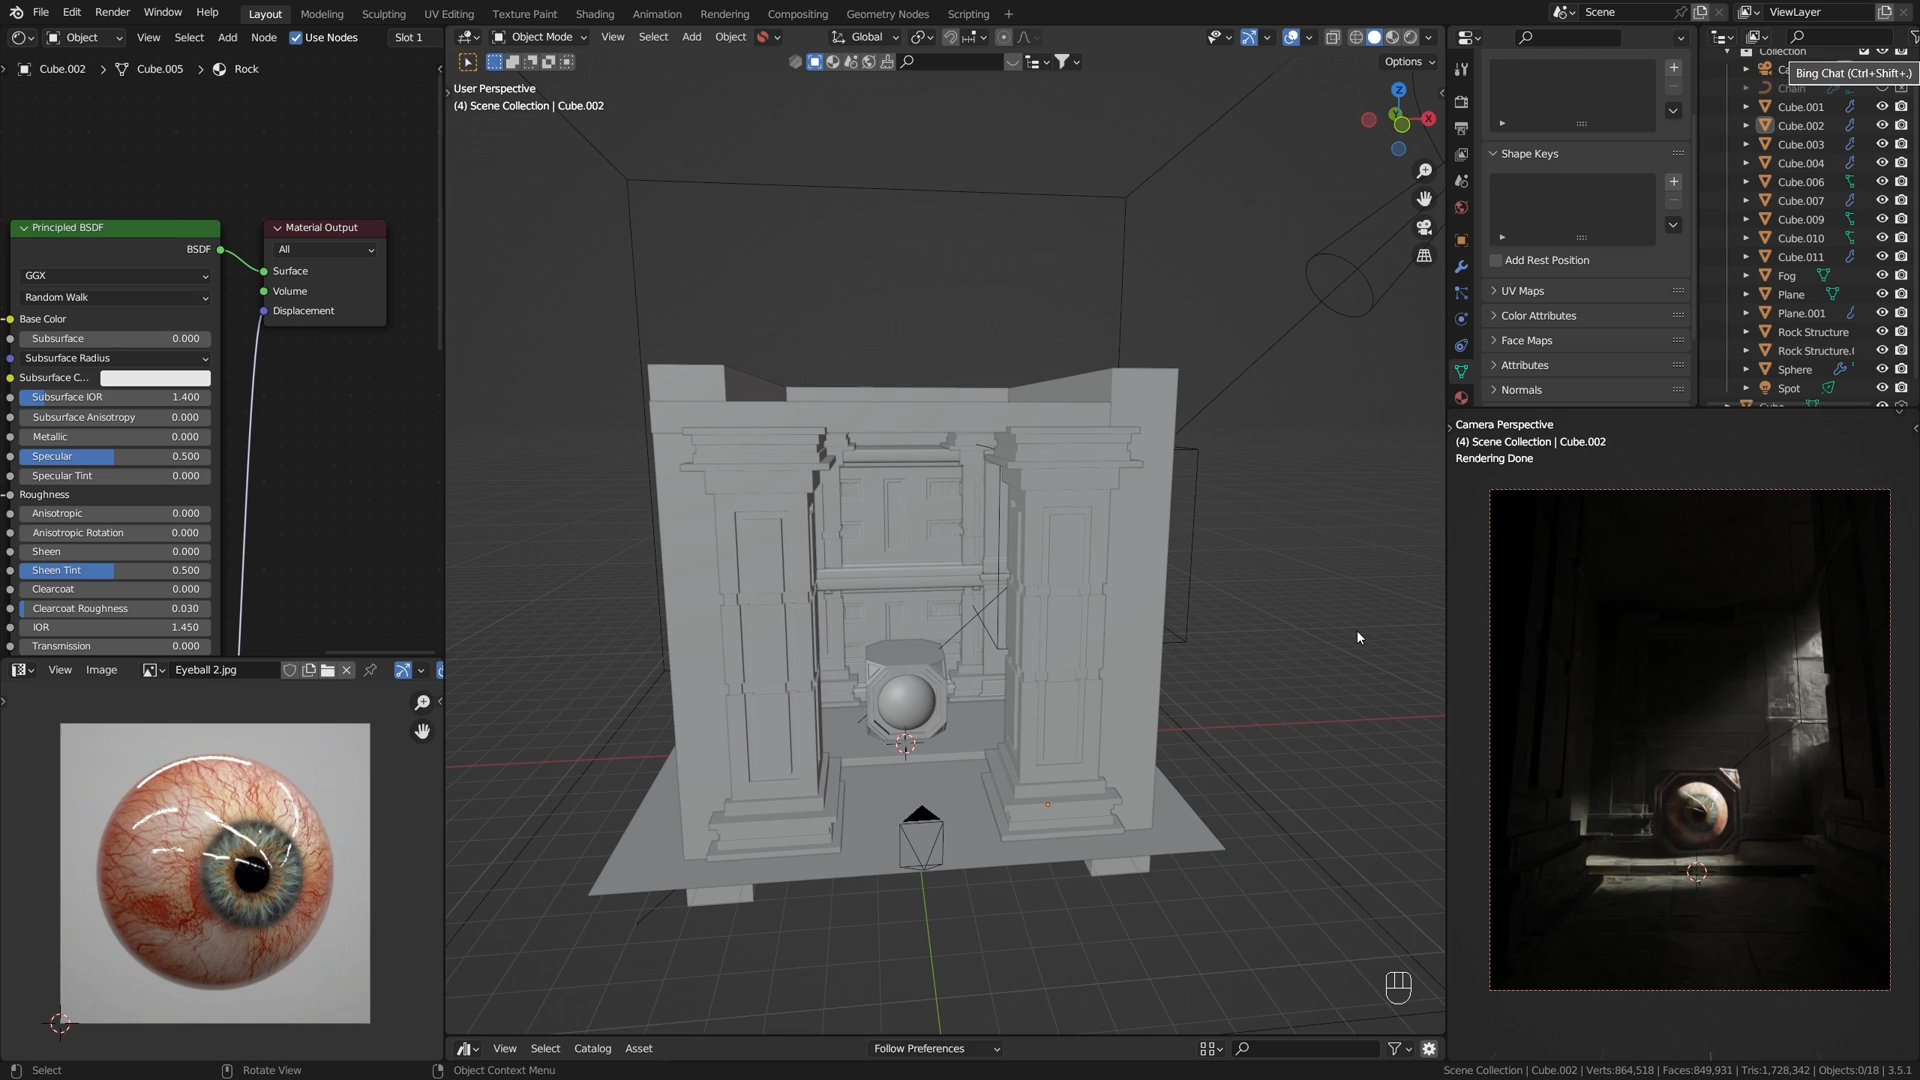 File Edit Render Window Help Layout Modeling Sculpting UV Editing Texture Paint Shading Animation Rendering Compositing Geometry Nodes Scripting + Scene ViewLayer
Object View Select Add Node Use Nodes Slot 1
Object Mode View Select Add Object Global
Options
Cube.002 > Cube.005 > Rock
User Perspective
(4) Scene Collection | Cube.002
Z
X
Principled BSDF
BSDF
GGX
Random Walk
Base Color
Subsurface 0.000
Subsurface Radius
Subsurface C...
Subsurface IOR 1.400
Subsurface Anisotropy 0.000
Metallic 0.000
Specular 0.500
Specular Tint 0.000
Roughness
Anisotropic 0.000
Anisotropic Rotation 0.000
Sheen 0.000
Sheen Tint 0.500
Clearcoat 0.000
Clearcoat Roughness 0.030
IOR 1.450
Transmission 0.000
Material Output
All
Surface
Volume
Displacement
View Image Eyeball 2.jpg
Shape Keys
Add Rest Position
UV Maps
Color Attributes
Face Maps
Attributes
Normals
Collection
Bing Chat (Ctrl+Shift+.)
Chain
Cube.001
Cube.002
Cube.003
Cube.004
Cube.006
Cube.007
Cube.009
Cube.010
Cube.011
Fog
Plane
Plane.001
Rock Structure
Rock Structure.(
Sphere
Spot
Camera Perspective
(4) Scene Collection | Cube.002
Rendering Done
View Select Catalog Asset Follow Preferences
Select Rotate View Object Context Menu
Scene Collection | Cube.002 | Verts:864,518 | Faces:849,931 | Tris:1,728,342 | Objects:0/18 | 3.5.1